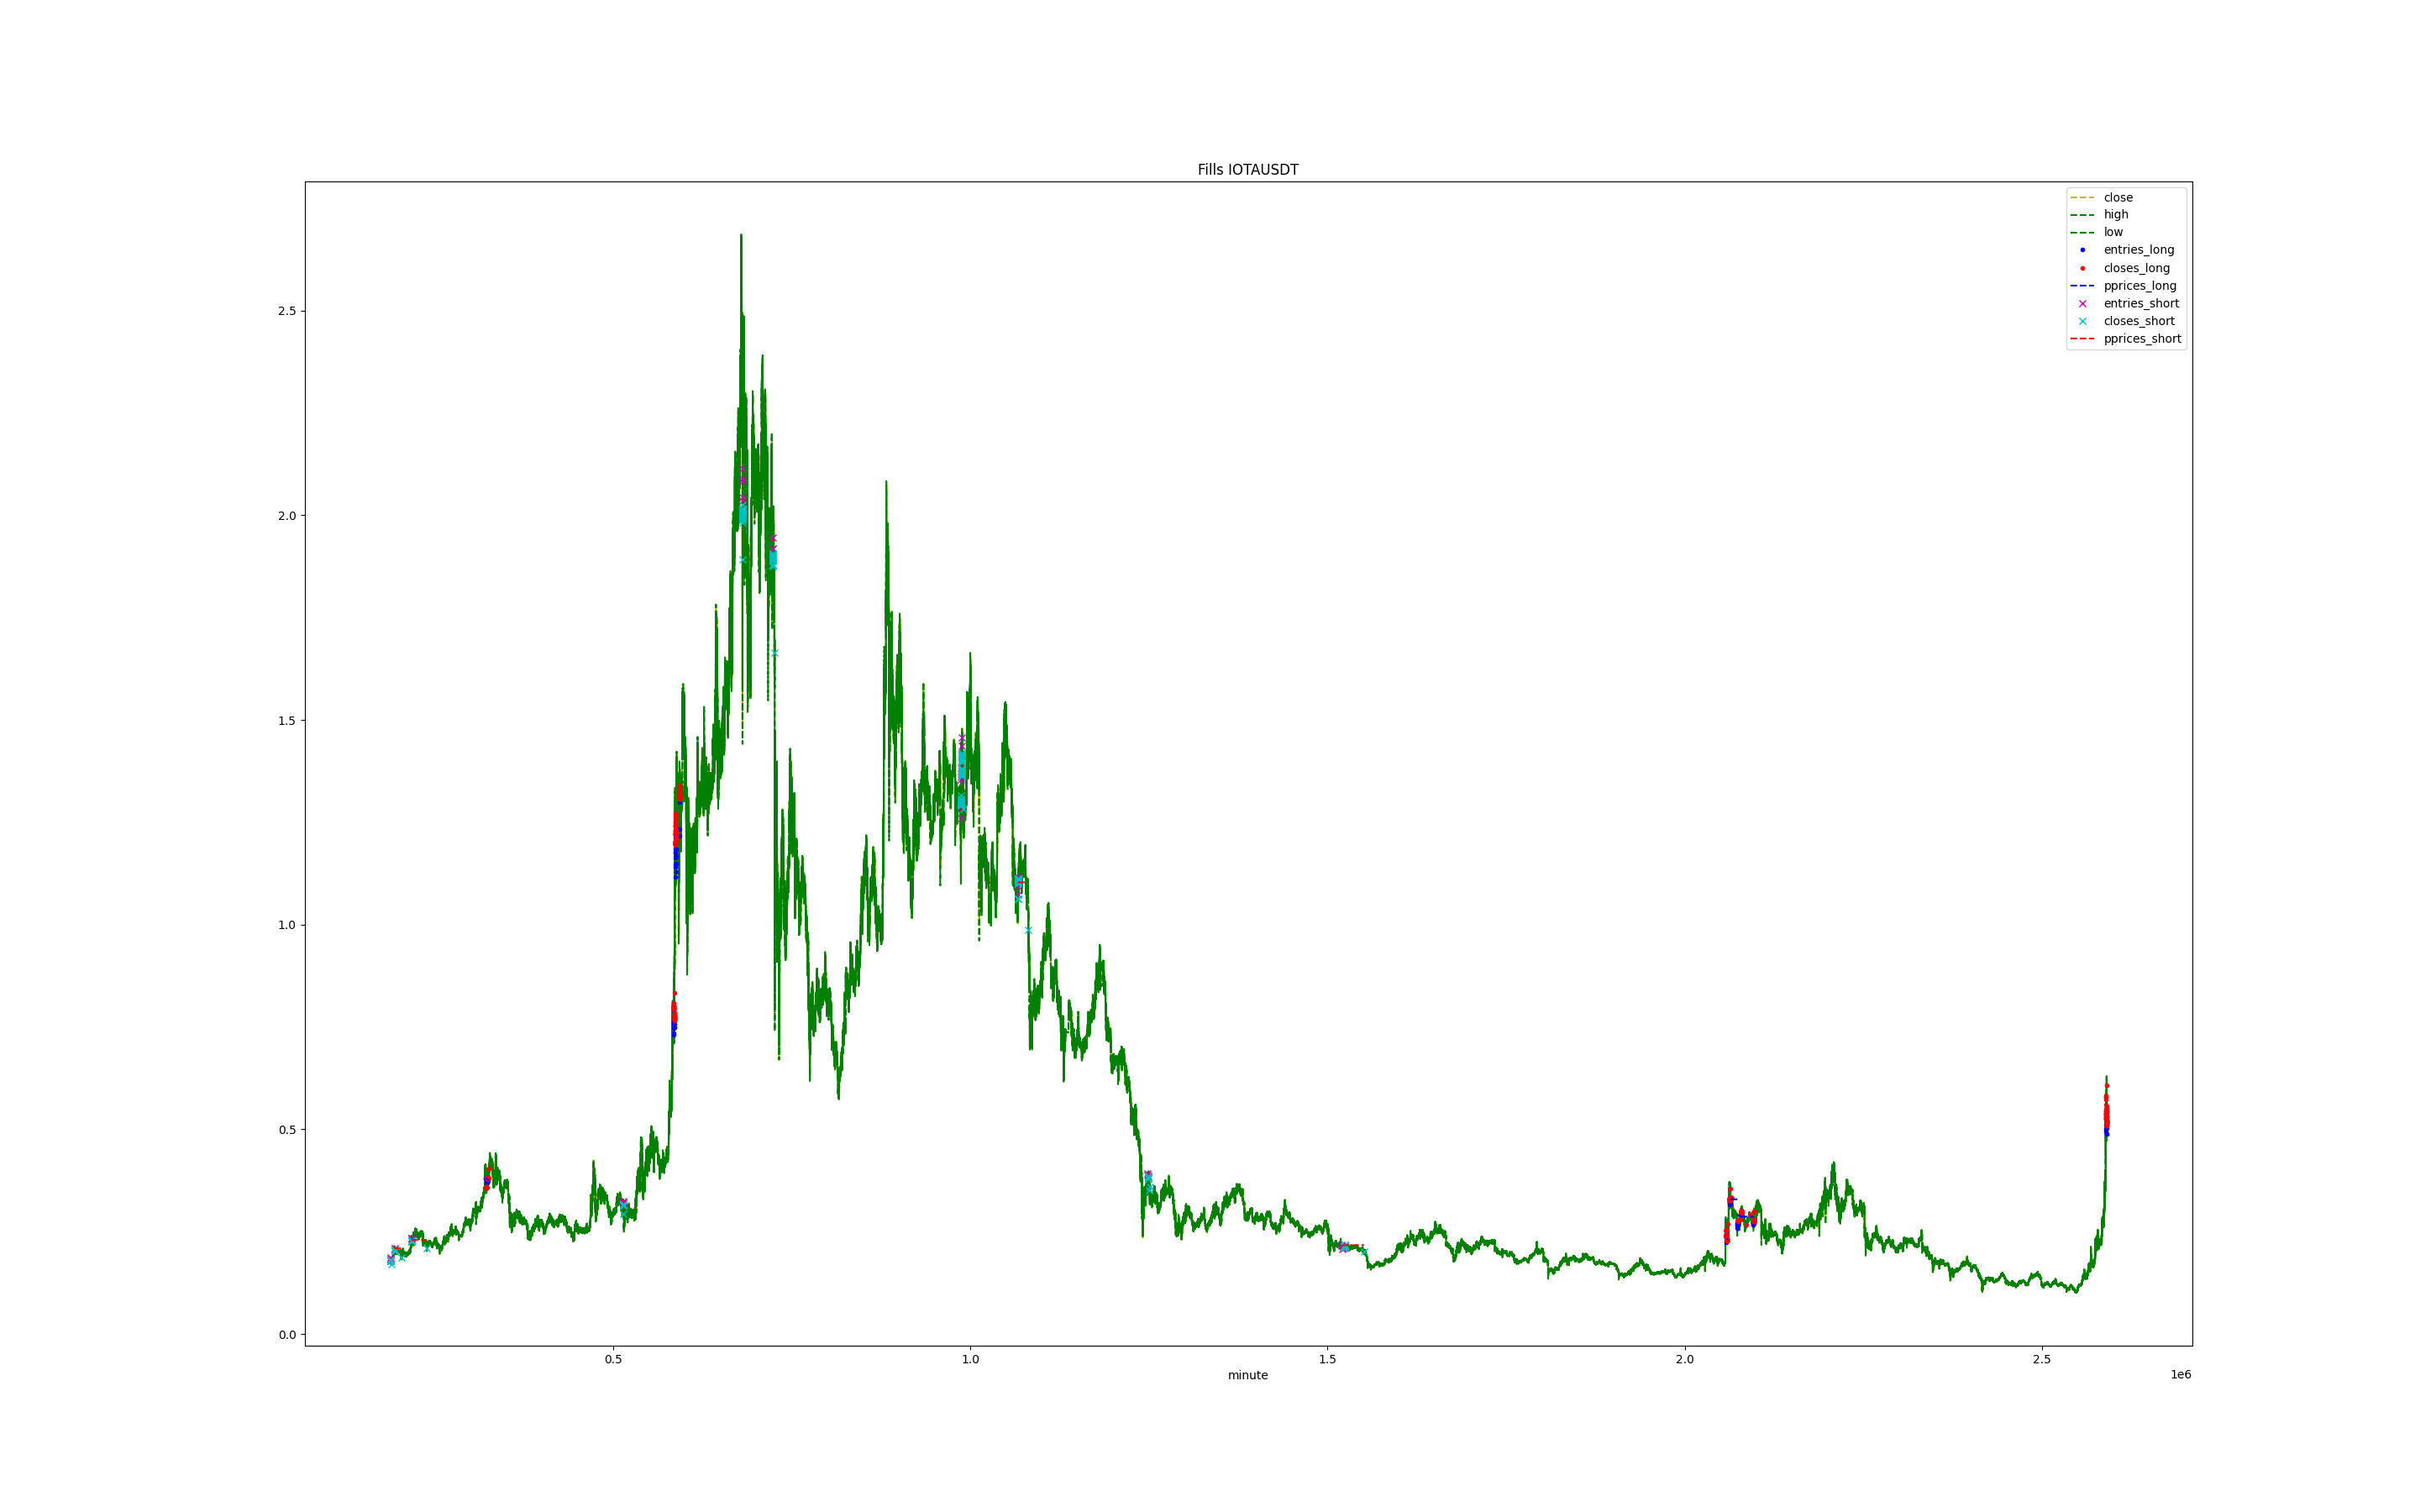 Fills IOTAUSDT
close
high
low
entries_long
closes_long
pprices_long
entries_short
closes_short
pprices_short
2.5
2.0
1.5
1.0
0.5
0.0
0.5 1.0 1.5 2.0 2.5
1e6
minute